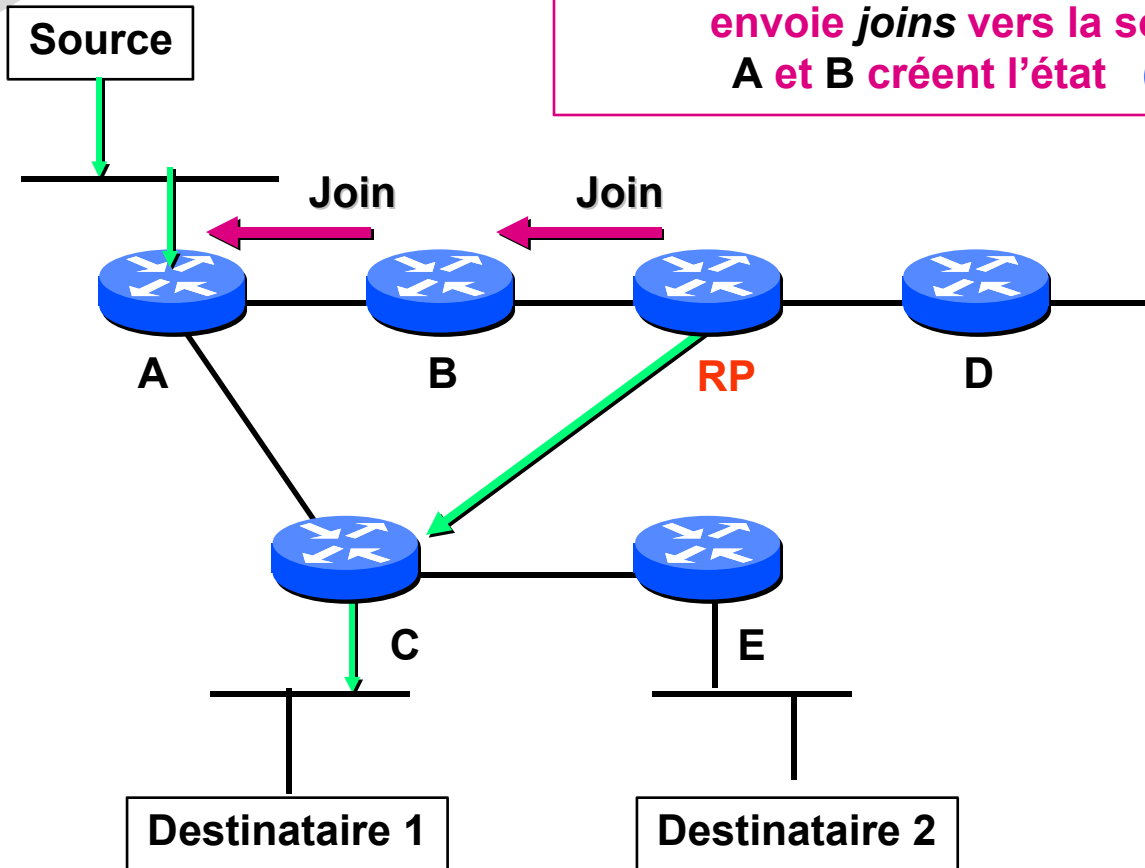 Source
envoie joins vers la
A et B créent l'état
Join
Join
A
B
RP
D
C
E
Destinataire 1
Destinataire 2